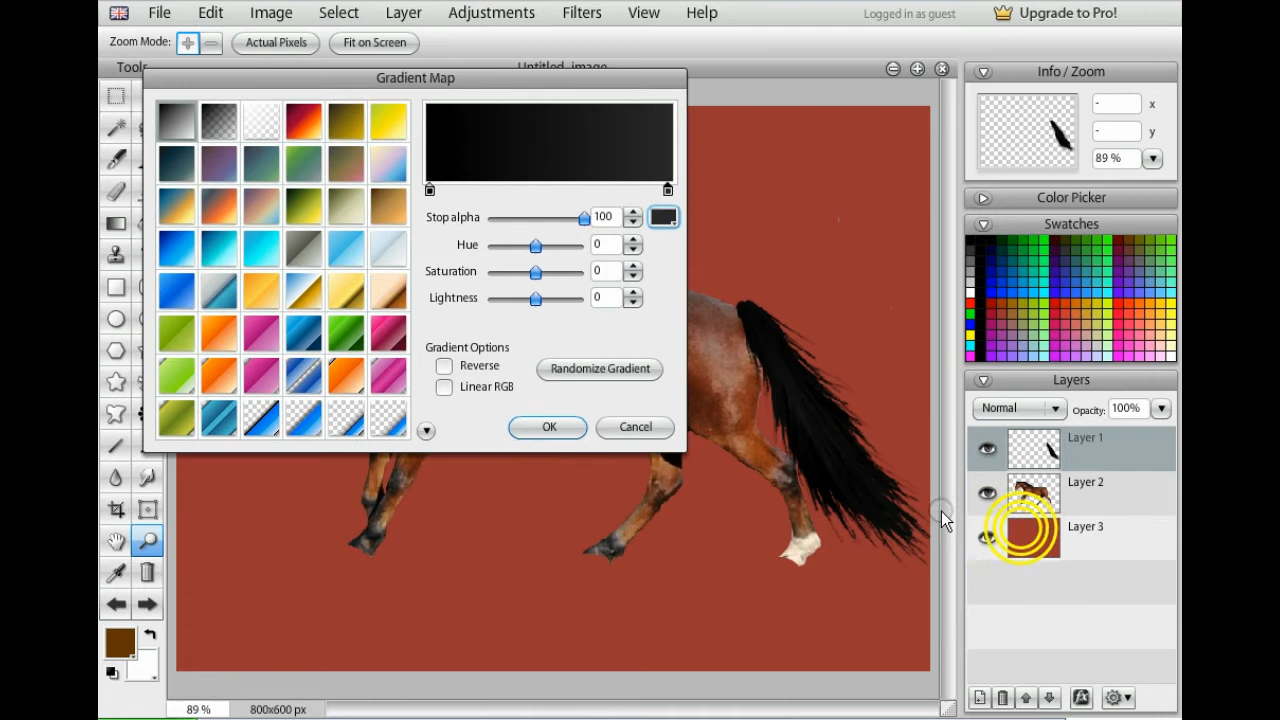 File Edit Image Select Layer Adjustments Filters View Help Logged in as guest Upgrade to Pro!
Zoom Mode: Actual Pixels Fit on Screen
Tools
Gradient Map
Stop alpha 100
Hue 0
Saturation 0
Lightness 0
Gradient Options
Reverse
Linear RGB
Randomize Gradient
OK Cancel
Info / Zoom
- x
- y
89 %
Color Picker
Swatches
Layers
Normal Opacity: 100%
Layer 1
Layer 2
Layer 3
fx
89 % 800x600 px